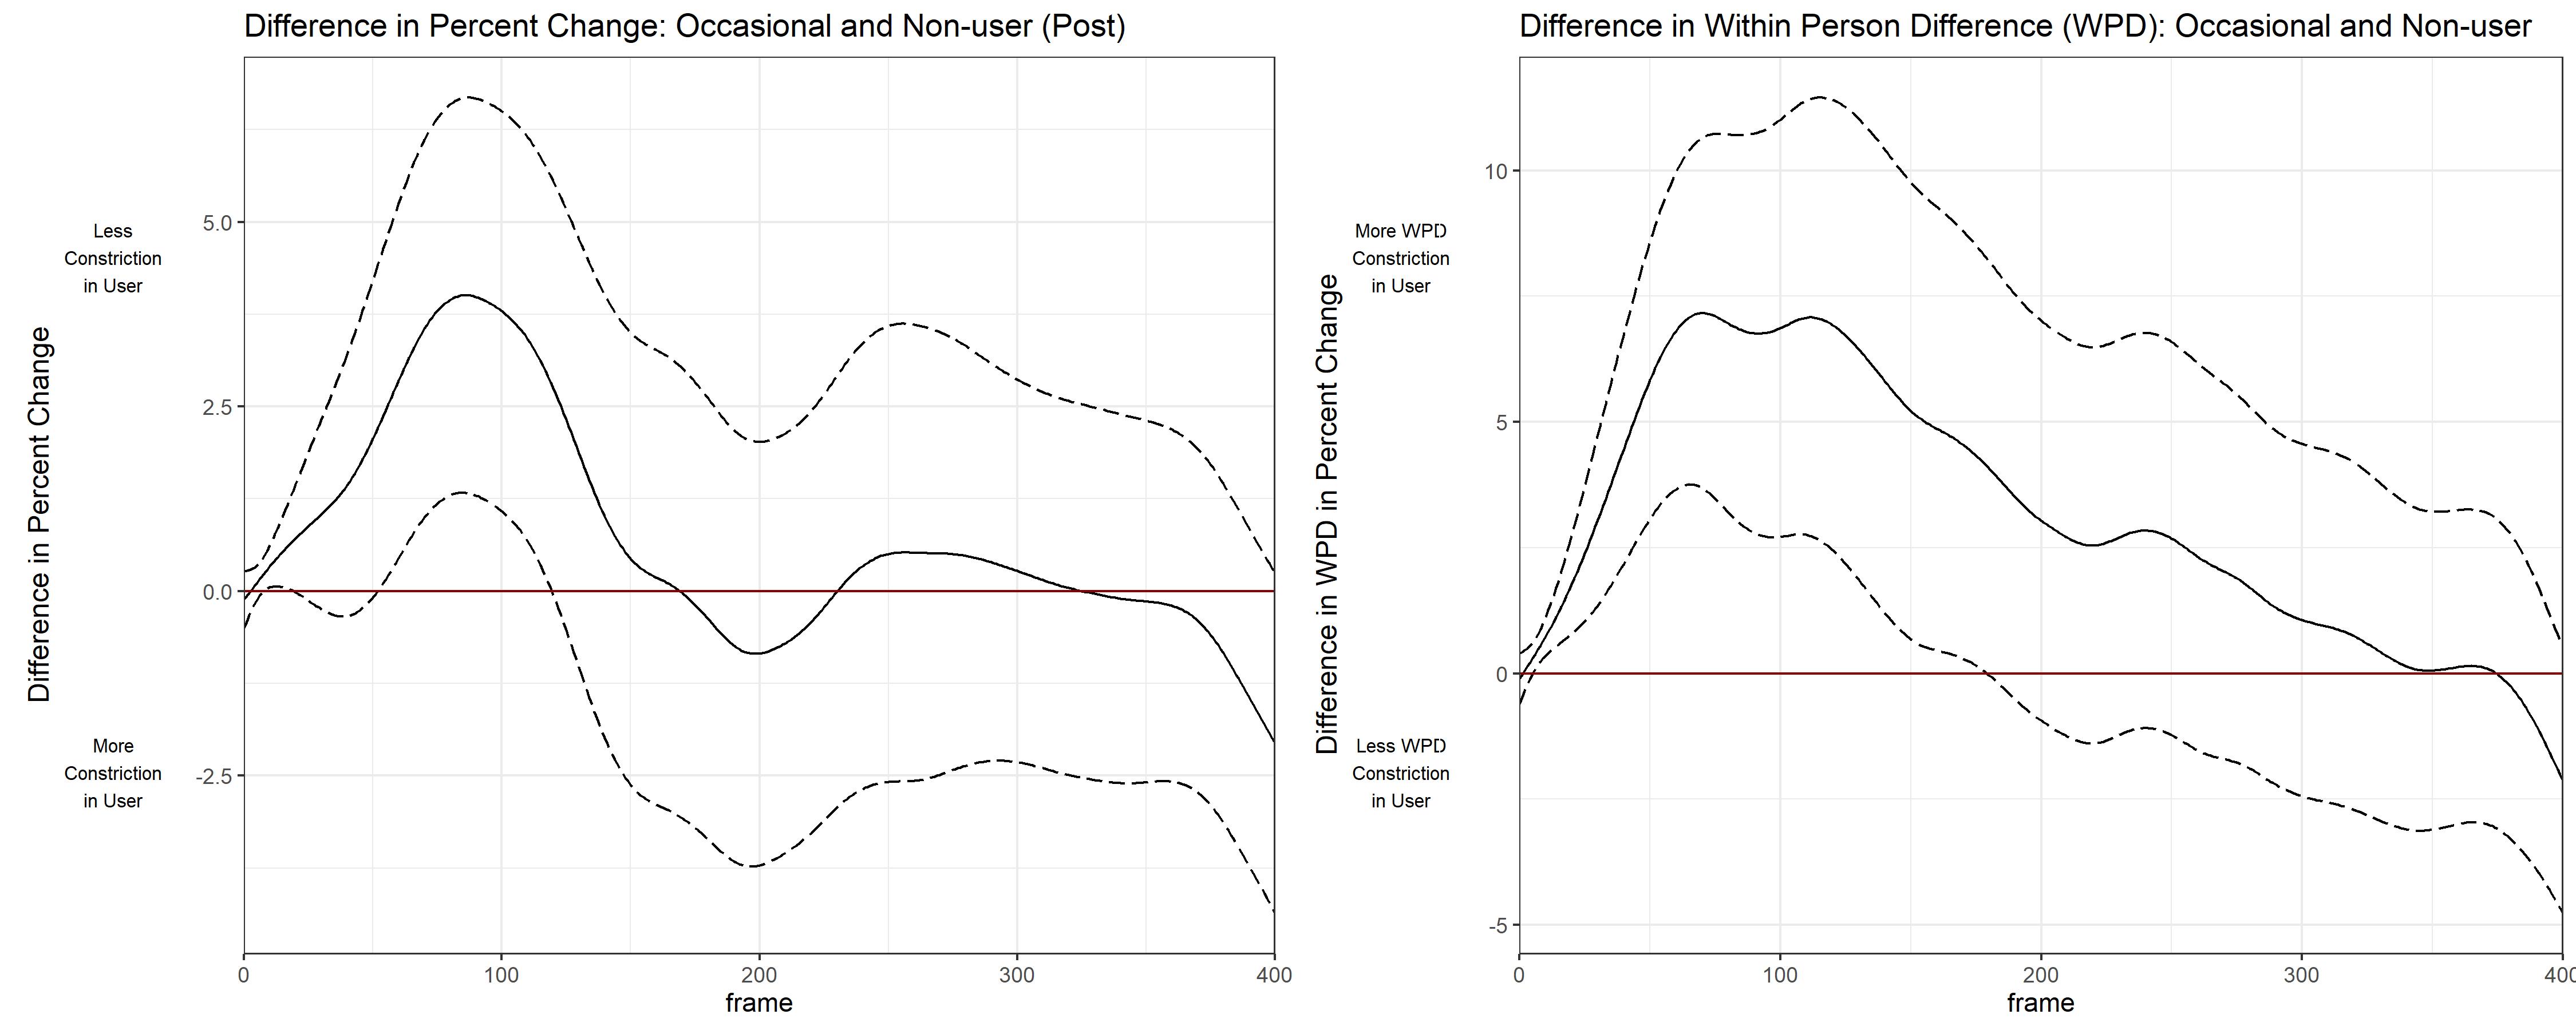 Difference in Percent Change: Occasional and Non-user (Post)
Less
Constriction
in User
More
Constriction
in User
Difference in Percent Change
5.0
2.5
0.0
-2.5
0
100
200
300
400
frame
Difference in Within Person Difference (WPD): Occasional and Non-user
More WPD
Constriction
in User
Less WPD
Constriction
in User
Difference in WPD in Percent Change
10
5
0
-5
0
100
200
300
400
frame